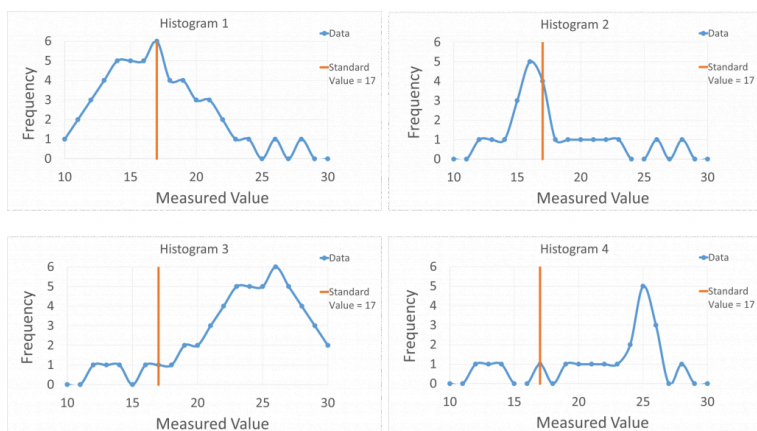 Histogram 1
Data
Standard
Value = 17
Frequency
6
5
4
3
2
1
0
10 15 20 25 30
Measured Value
Histogram 2
Data
Standard
Value = 17
Frequency
6
5
4
3
2
1
0
10 15 20 25 30
Measured Value
Histogram 3
Data
Standard
Value = 17
Frequency
6
5
4
3
2
1
0
10 15 20 25 30
Measured Value
Histogram 4
Data
Standard
Value = 17
Frequency
6
5
4
3
2
1
0
10 15 20 25 30
Measured Value